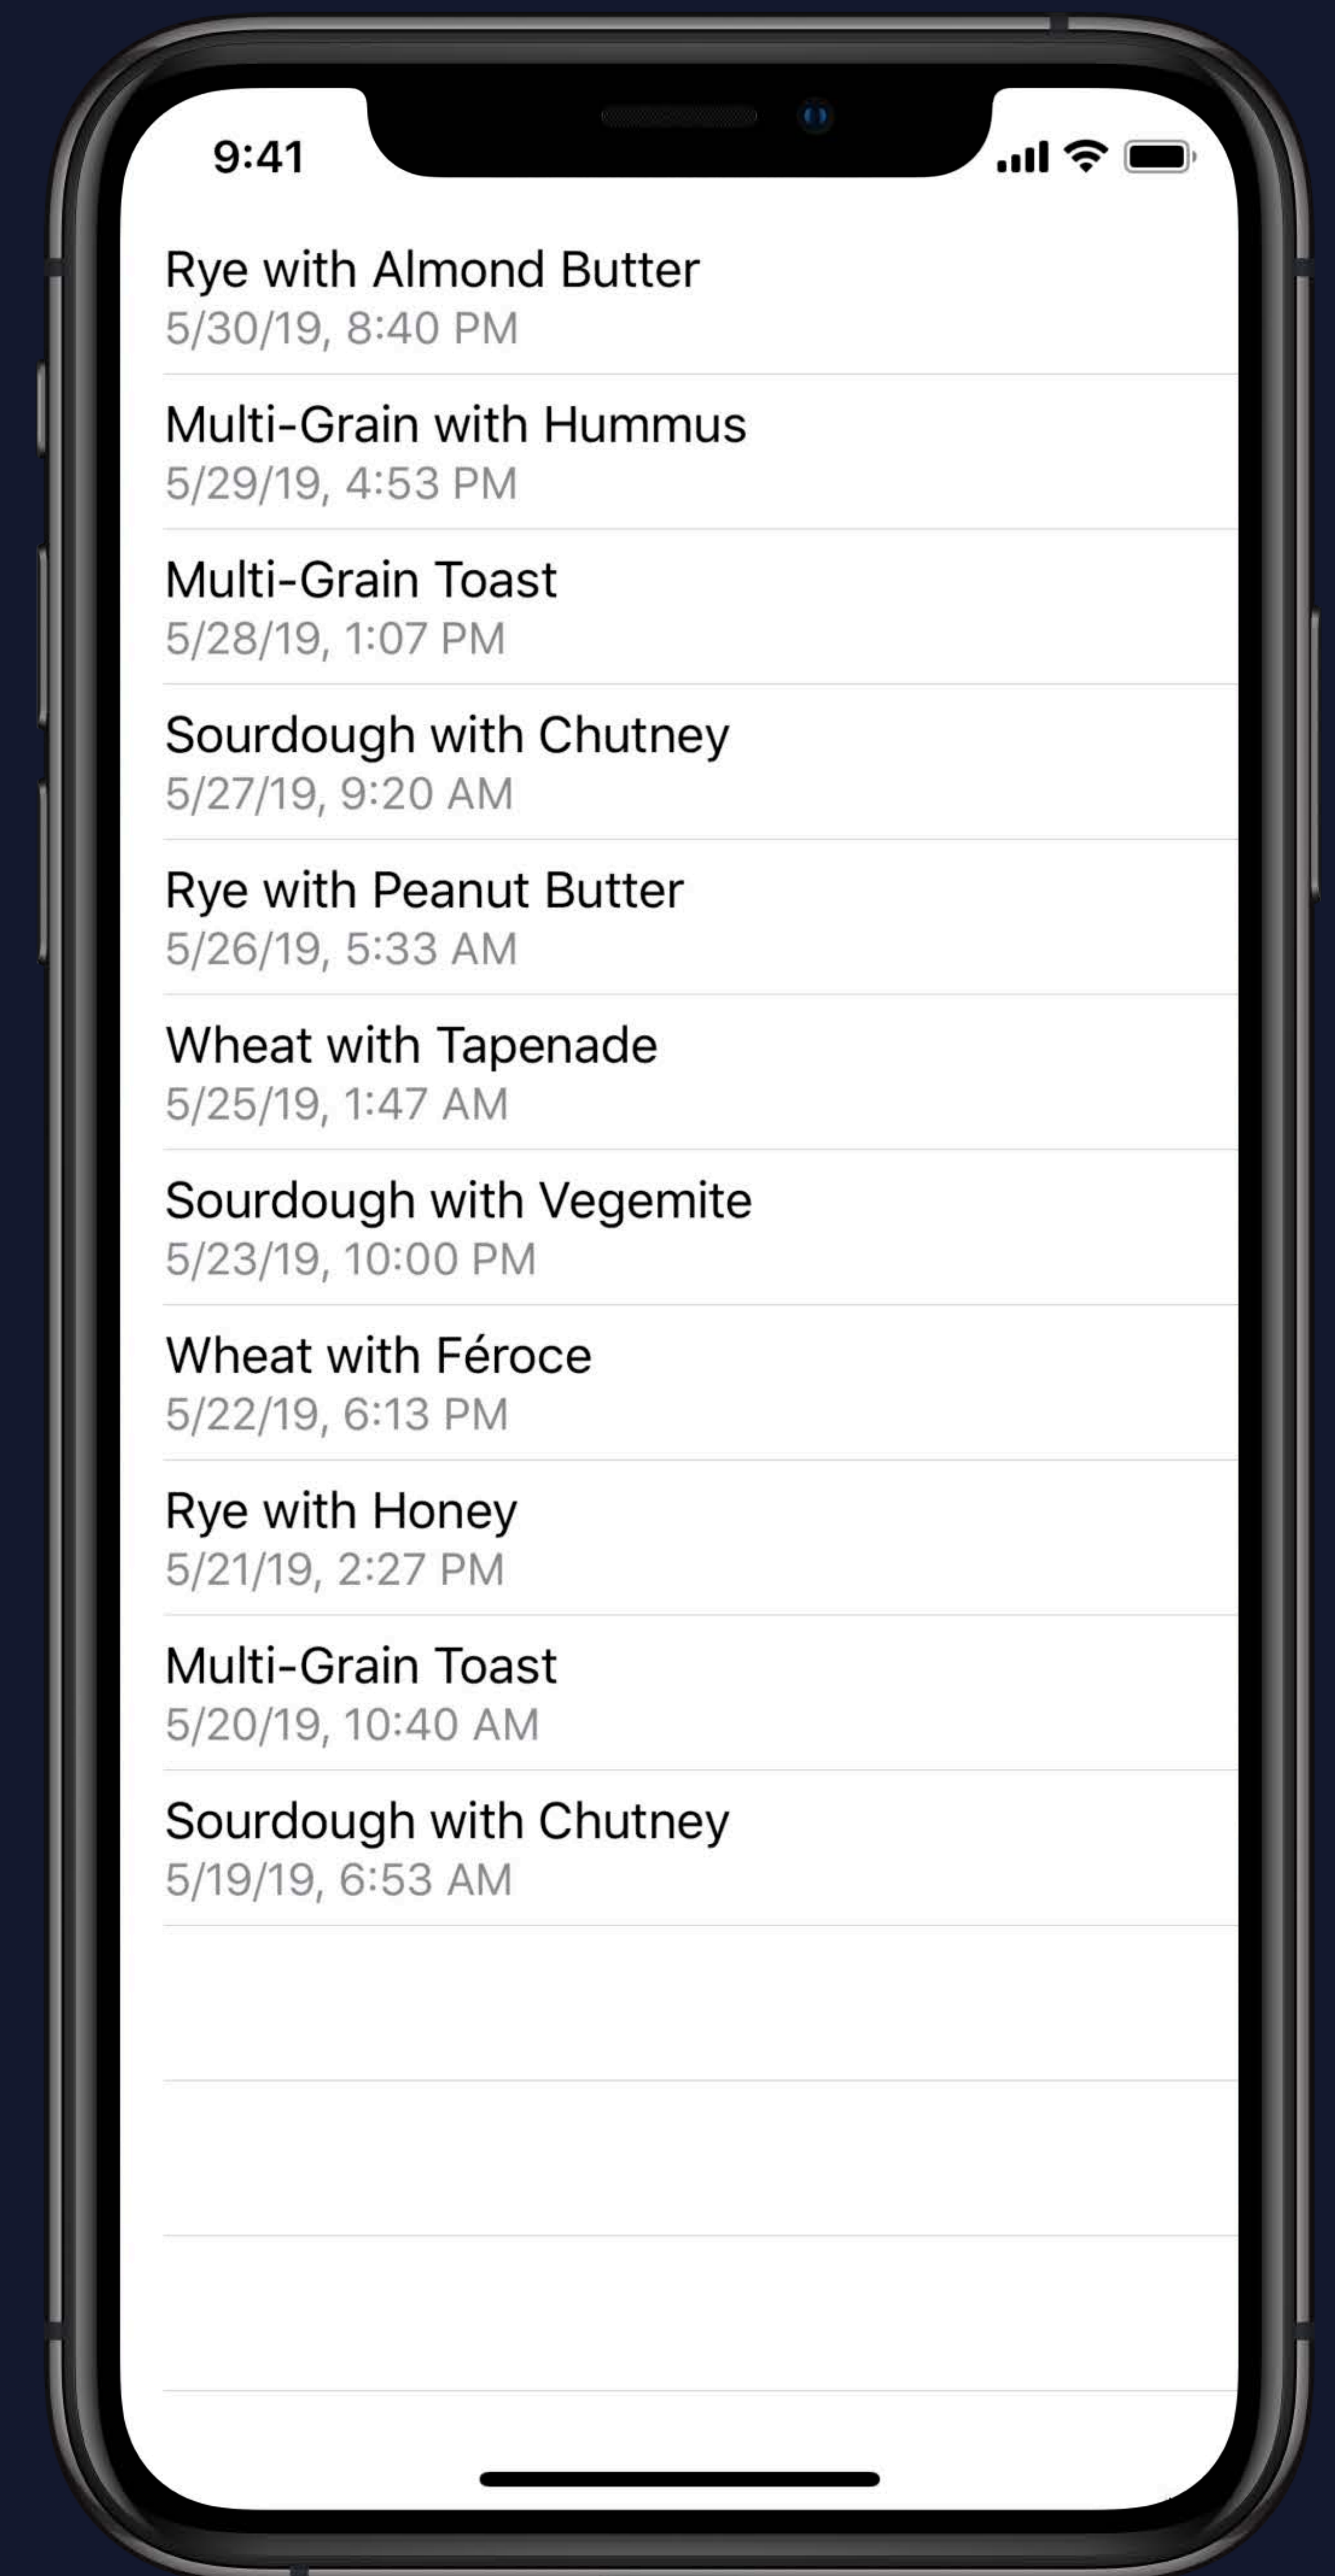 9:41
Rye with Almond Butter
5/30/19, 8:40 PM
Multi-Grain with Hummus
5/29/19, 4:53 PM
Multi-Grain Toast
5/28/19, 1:07 PM
Sourdough with Chutney
5/27/19, 9:20 AM
Rye with Peanut Butter
5/26/19, 5:33 AM
Wheat with Tapenade
5/25/19, 1:47 AM
Sourdough with Vegemite
5/23/19, 10:00 PM
Wheat with Féroce
5/22/19, 6:13 PM
Rye with Honey
5/21/19, 2:27 PM
Multi-Grain Toast
5/20/19, 10:40 AM
Sourdough with Chutney
5/19/19, 6:53 AM